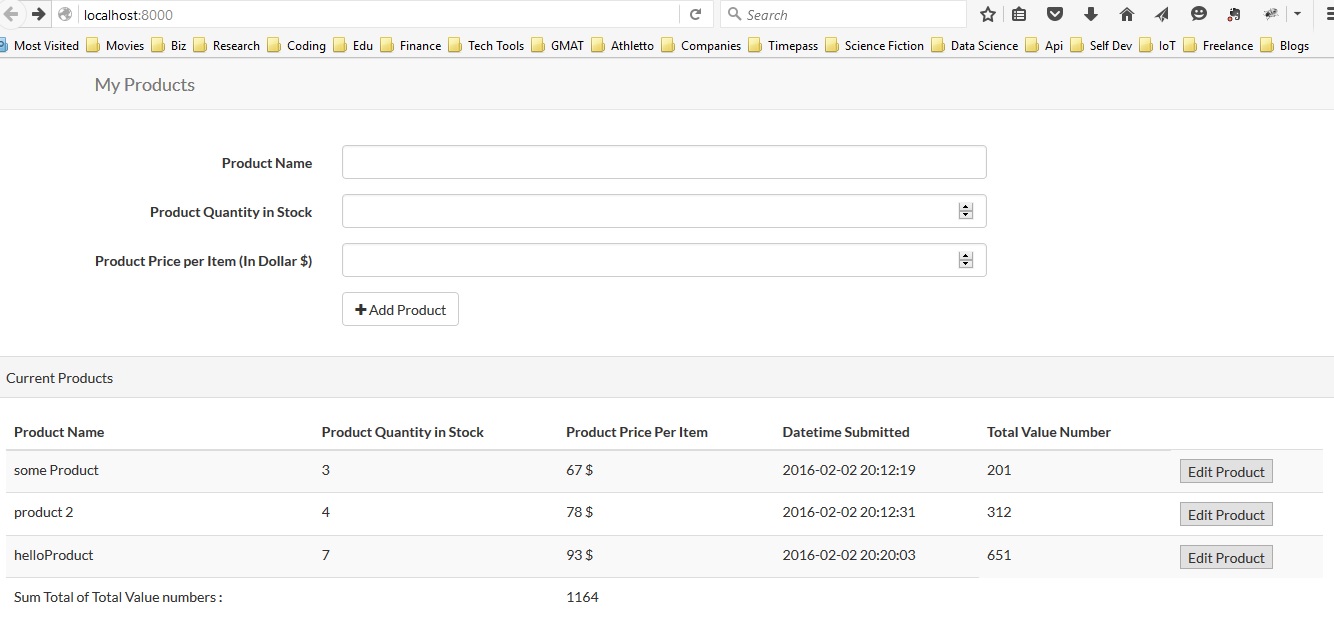 localhost:8000 Search
Most Visited Movies Biz Research Coding Edu Finance Tech Tools GMAT Athletto Companies Timepass Science Fiction Data Science Api Self Dev IoT Freelance Blogs
My Products
Product Name
Product Quantity in Stock
Product Price per Item (In Dollar $)
Add Product
Current Products
Product Name Product Quantity in Stock Product Price Per Item Datetime Submitted Total Value Number
some Product 3 67 $ 2016-02-02 20:12:19 201 Edit Product
product 2 4 78 $ 2016-02-02 20:12:31 312 Edit Product
helloProduct 7 93 $ 2016-02-02 20:20:03 651 Edit Product
Sum Total of Total Value numbers : 1164